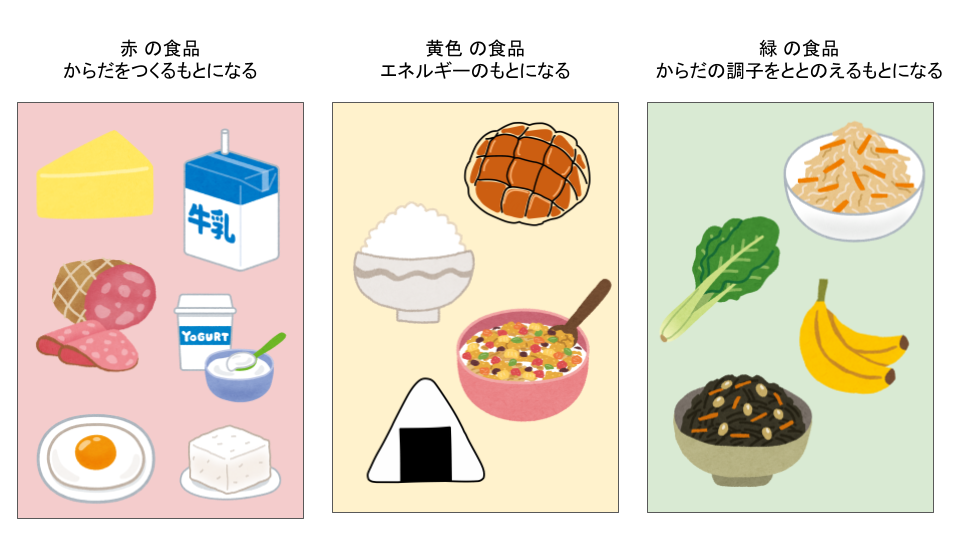 赤 の食品
からだをつくるもとになる
黄色 の食品
エネルギーのもとになる
緑 の食品
からだの調子をととのえるもとになる
牛乳
YoGURT